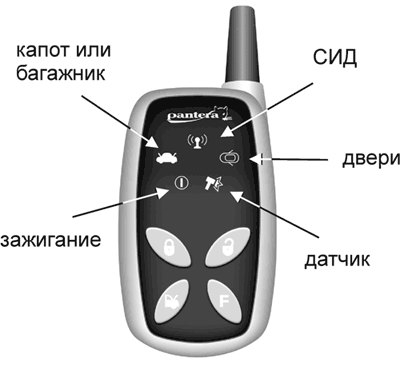 капот или
багажник
СИД
pantera
двери
зажигание
датчик
F